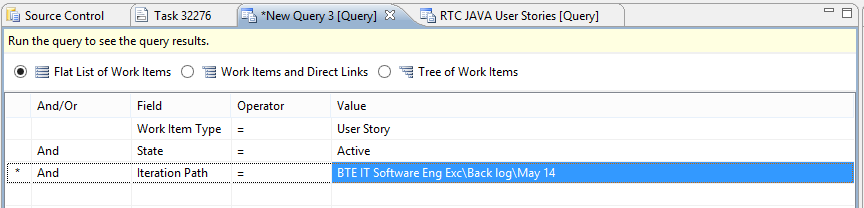 Source Control Task 32276 *New Query 3 [Query] RTC JAVA User Stories [Query]
Run the query to see the query results.
Flat List of Work Items Work Items and Direct Links Tree of Work Items
And/Or Field Operator Value
Work Item Type = User Story
And State = Active
* And Iteration Path = BTE IT Software Eng Exc\Back log\May 14